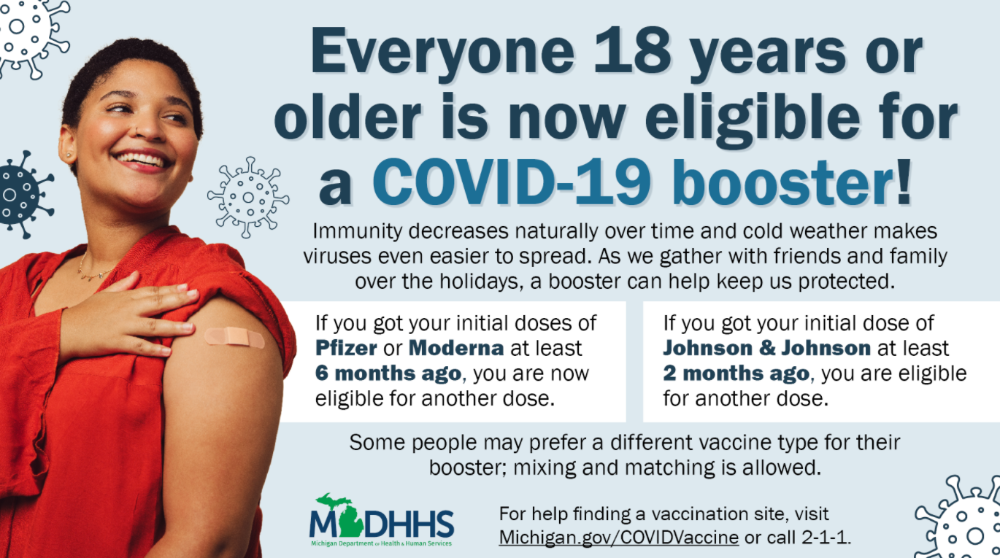 Everyone 18 years or
older is now eligible for
a COVID-19 booster!
Immunity decreases naturally over time and cold weather makes
viruses even easier to spread. As we gather with friends and family
over the holidays, a booster can help keep us protected.
If you got your initial doses of
Pfizer or Moderna at least
6 months ago, you are now
eligible for another dose.
If you got your initial dose of
Johnson & Johnson at least
2 months ago, you are eligible
for another dose.
Some people may prefer a different vaccine type for their
booster; mixing and matching is allowed.
MDHHS
Michigan Department of Health & Human Services
For help finding a vaccination site, visit
Michigan.gov/COVIDVaccine or call 2-1-1.